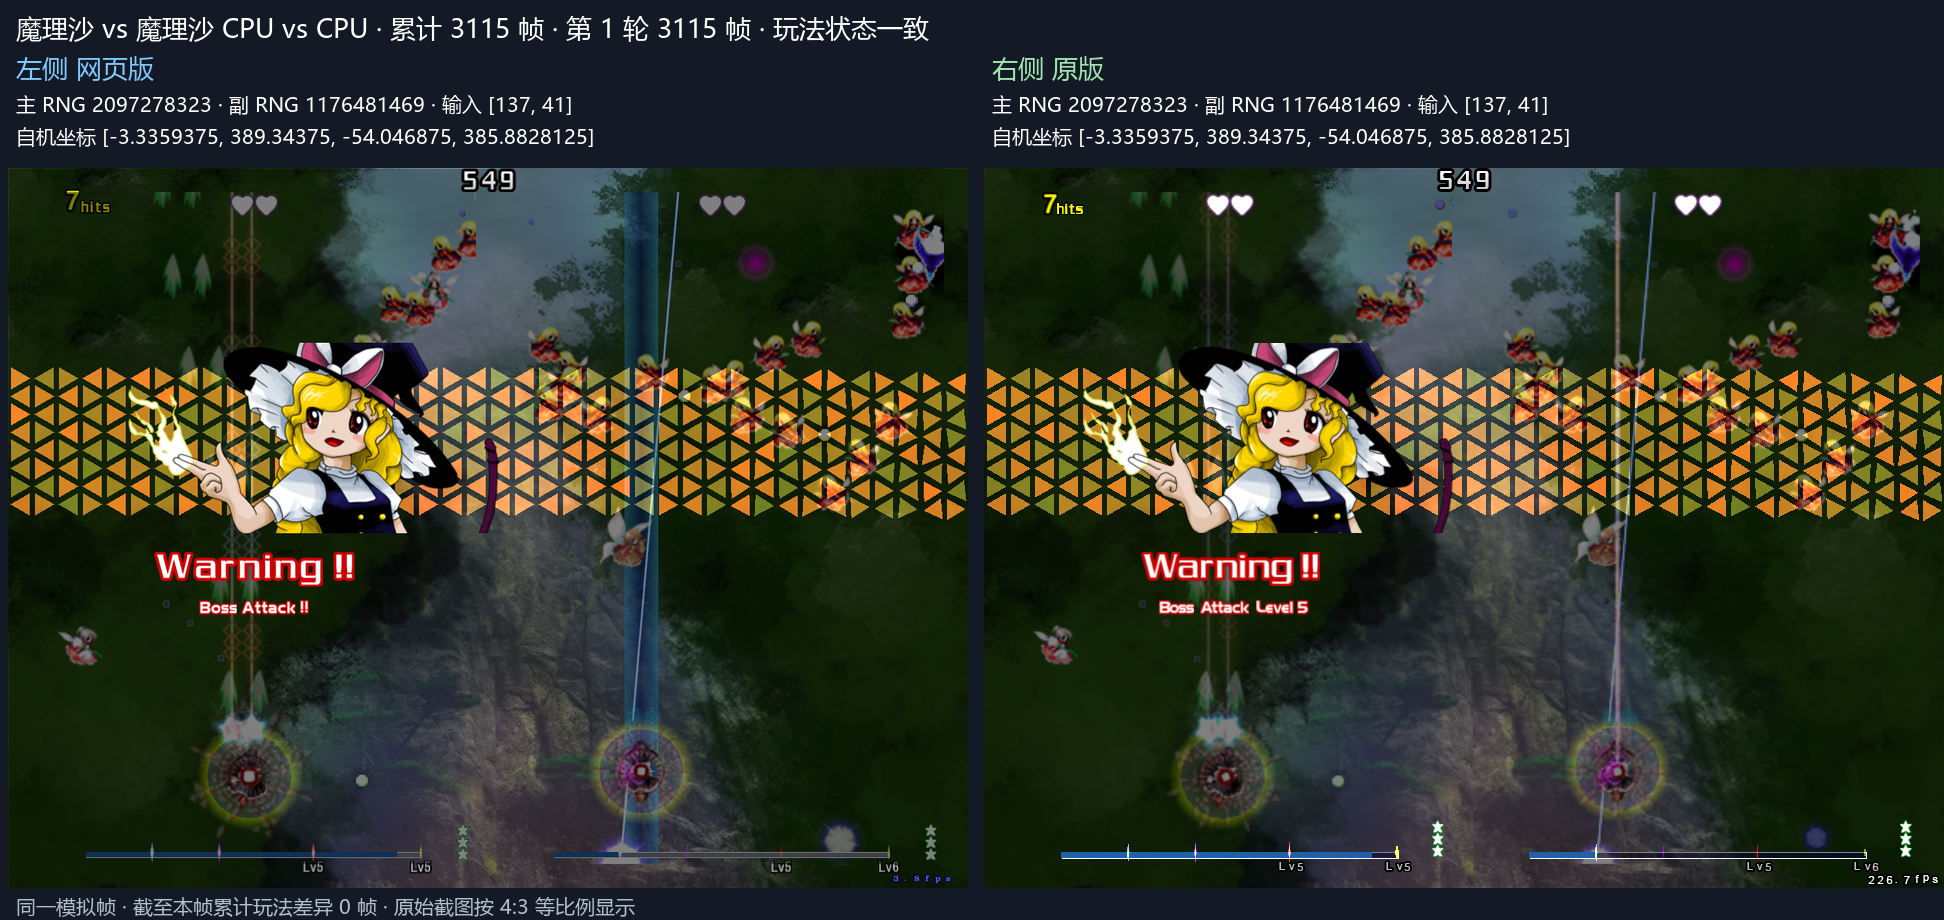 魔理沙 vs 魔理沙 CPU vs CPU · 累计 3115 帧 · 第 1 轮 3115 帧 · 玩法状态一致
左侧 网页版
主 RNG 2097278323 · 副 RNG 1176481469 · 输入 [137, 41]
自机坐标 [-3.3359375, 389.34375, -54.046875, 385.8828125]
549
7hits
Warning !!
Boss Attack !!
Lv5 Lv5 Lv5 Lv6
3.8fps
右侧 原版
主 RNG 2097278323 · 副 RNG 1176481469 · 输入 [137, 41]
自机坐标 [-3.3359375, 389.34375, -54.046875, 385.8828125]
549
7hits
Warning !!
Boss Attack Level 5
Lv5 Lv5 Lv5 Lv6
226.7fps
同一模拟帧 · 截至本帧累计玩法差异 0 帧 · 原始截图按 4:3 等比例显示